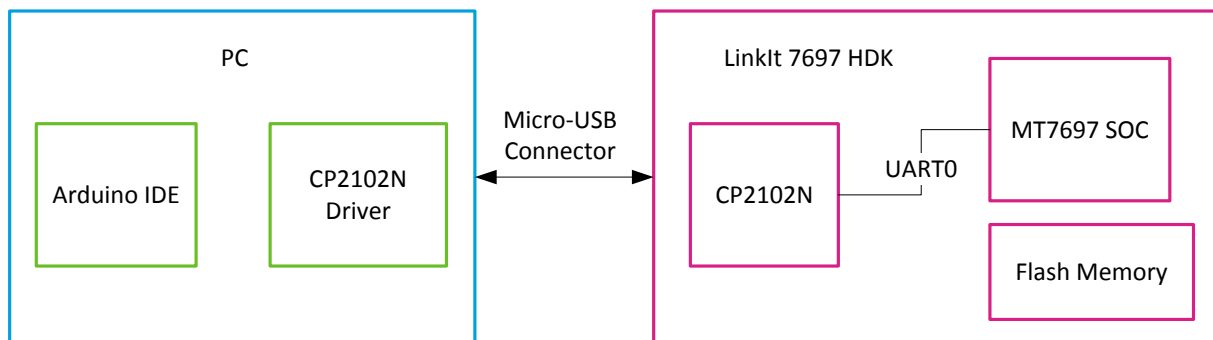 PC
Arduino IDE
CP2102N
Driver
Micro-USB
Connector
LinkIt 7697 HDK
CP2102N
UART0
MT7697 SOC
Flash Memory